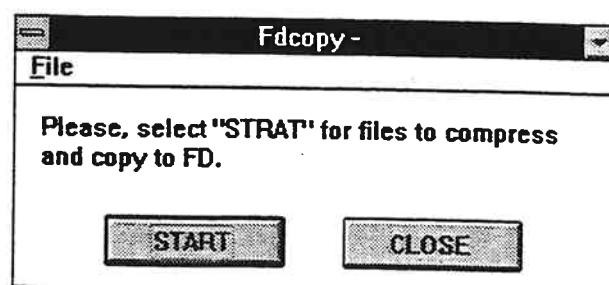 Fdcopy -
File
Please, select "STRAT" for files to compress
and copy to FD.
START CLOSE